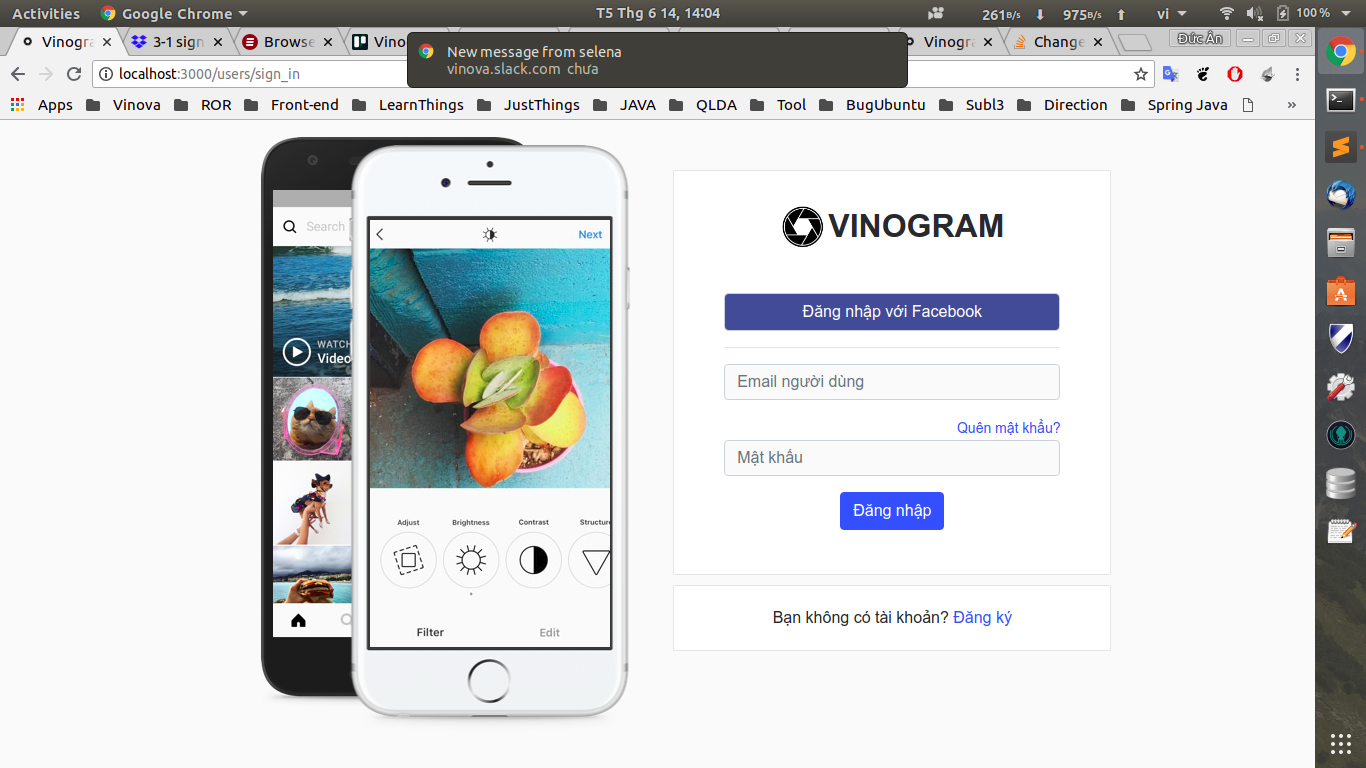 Activities Google Chrome T5 Thg 6 14, 14:04 261B/s 975B/s vi 100 %
Vinogra 3-1 sign Browse Vino Vinogra Change Đức Ân
New message from selena
vinova.slack.com chưa
localhost:3000/users/sign_in
Apps Vinova ROR Front-end LearnThings JustThings JAVA QLDA Tool BugUbuntu Subl3 Direction Spring Java »
Search
WATCH
Video
Next
Adjust Brightness Contrast Structure
Filter Edit
VINOGRAM
Đăng nhập với Facebook
Email người dùng
Quên mật khẩu?
Mật khẩu
Đăng nhập
Bạn không có tài khoản? Đăng ký